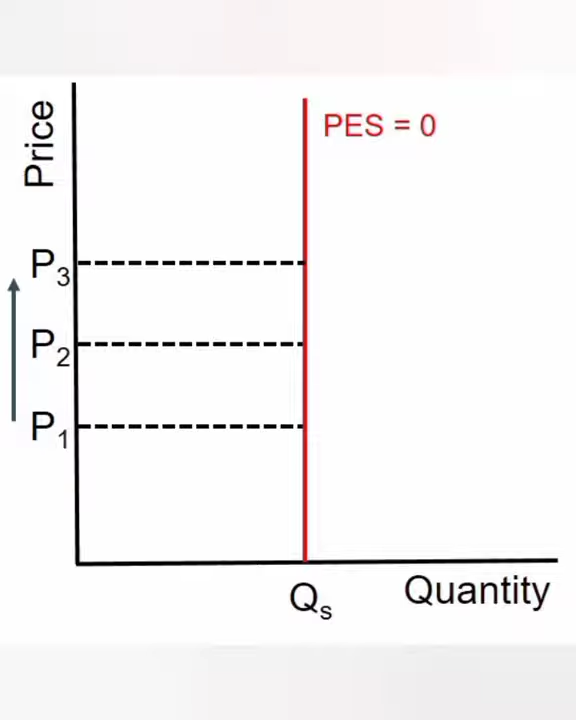 Price
PES = 0
P₃
P₂
P₁
Qₛ
Quantity